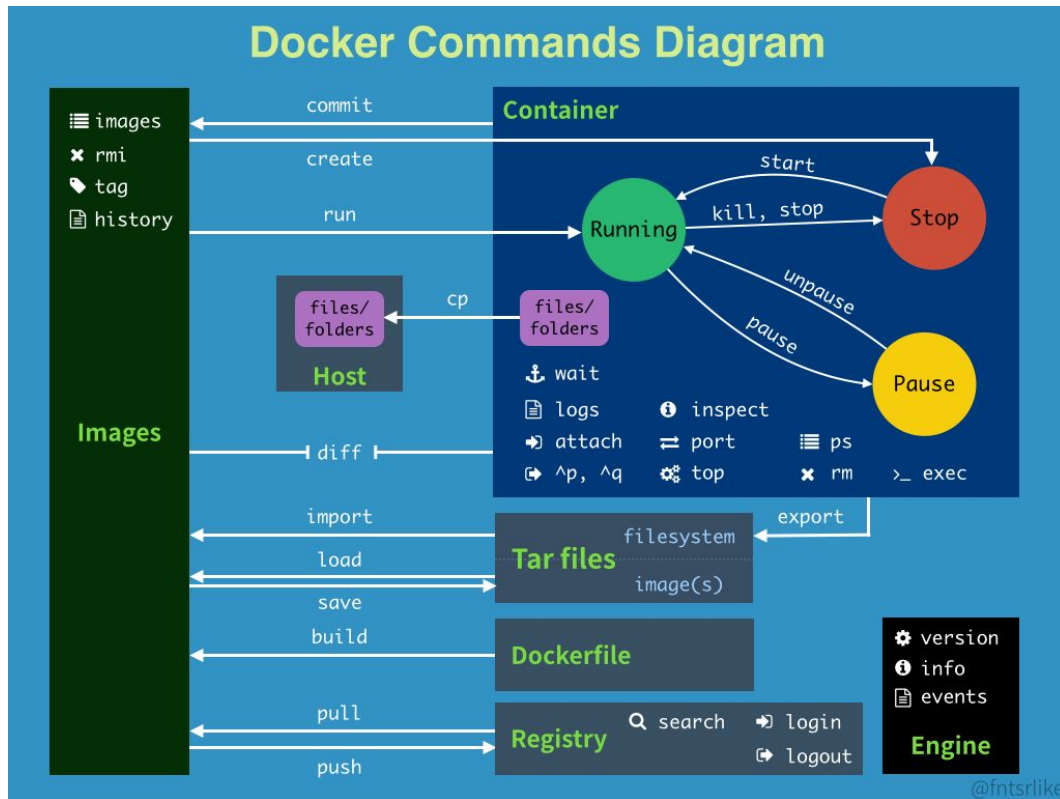 Docker Commands Diagram
images
rmi
tag
history
Images
commit
create
run
Container
start
Running
kill, stop
Stop
unpause
pause
Pause
files/
folders
cp
files/
folders
Host
wait
logs
inspect
attach
port
ps
^p, ^q
top
rm
>_ exec
diff
import
export
filesystem
Tar files
load
image(s)
save
build
Dockerfile
pull
search
login
Registry
logout
push
version
info
events
Engine
@fntsrlike